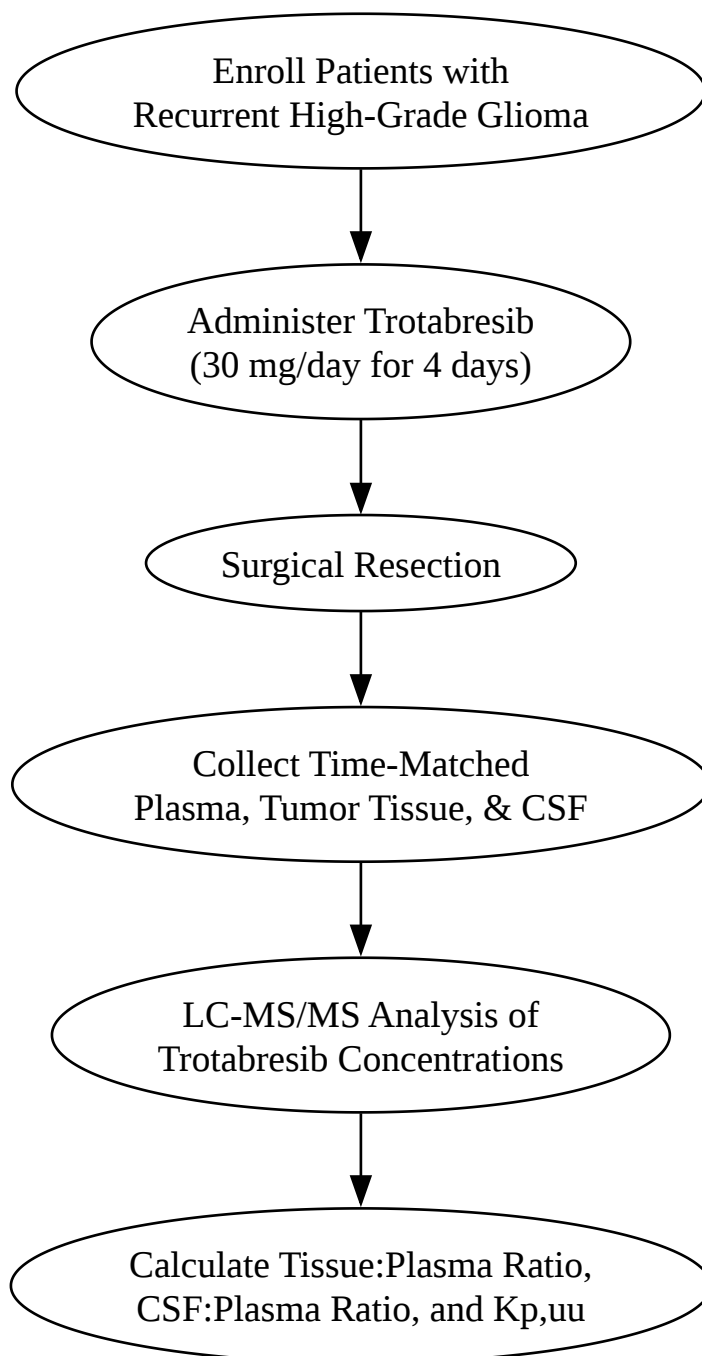 Enroll Patients with
Recurrent High-Grade Glioma
Administer Trotabresib
(30 mg/day for 4 days)
Surgical Resection
Collect Time-Matched
Plasma, Tumor Tissue, & CSF
LC-MS/MS Analysis of
Trotabresib Concentrations
Calculate Tissue:Plasma Ratio,
CSF:Plasma Ratio, and Kp,uu